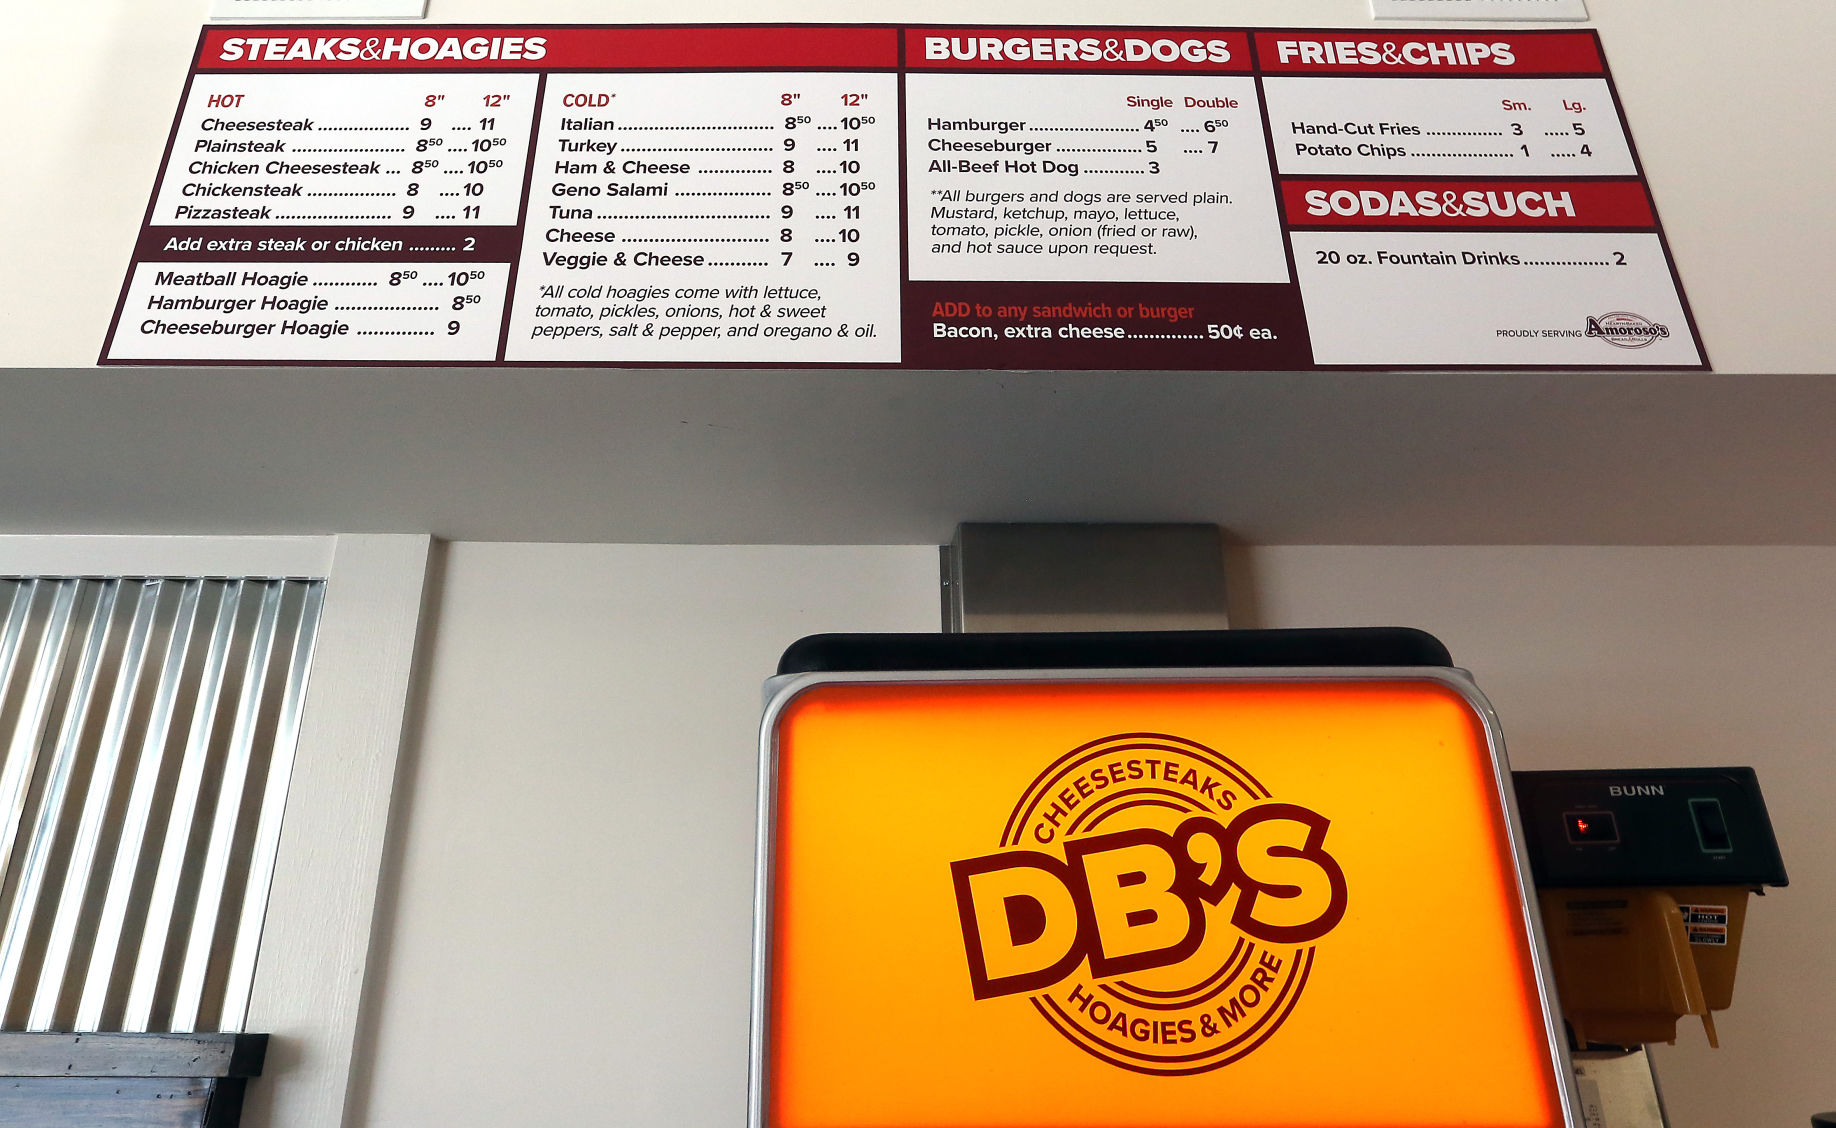 STEAKS&HOAGIES
HOT 8" 12"
Cheesesteak .................. 9 .... 11
Plainsteak ...................... 8⁵⁰ .... 10⁵⁰
Chicken Cheesesteak ... 8⁵⁰ .... 10⁵⁰
Chickensteak ................. 8 .... 10
Pizzasteak ...................... 9 .... 11
Add extra steak or chicken ......... 2
Meatball Hoagie ............ 8⁵⁰ .... 10⁵⁰
Hamburger Hoagie ................... 8⁵⁰
Cheeseburger Hoagie .............. 9
COLD* 8" 12"
Italian ............................. 8⁵⁰ .... 10⁵⁰
Turkey ............................ 9 .... 11
Ham & Cheese .............. 8 .... 10
Geno Salami .................. 8⁵⁰ .... 10⁵⁰
Tuna ................................ 9 .... 11
Cheese ............................ 8 .... 10
Veggie & Cheese ........... 7 .... 9
*All cold hoagies come with lettuce,
tomato, pickles, onions, hot & sweet
peppers, salt & pepper, and oregano & oil.
BURGERS&DOGS
Single Double
Hamburger ...................... 4⁵⁰ .... 6⁵⁰
Cheeseburger ................. 5 .... 7
All-Beef Hot Dog ............ 3
**All burgers and dogs are served plain.
Mustard, ketchup, mayo, lettuce,
tomato, pickle, onion (fried or raw),
and hot sauce upon request.
ADD to any sandwich or burger
Bacon, extra cheese .............. 50¢ ea.
FRIES&CHIPS
Sm. Lg.
Hand-Cut Fries ............... 3 ..... 5
Potato Chips .................... 1 ..... 4
SODAS&SUCH
20 oz. Fountain Drinks ................ 2
PROUDLY SERVING Amoroso's
CHEESESTEAKS
DB'S
HOAGIES & MORE
BUNN
HOT
SLOWLY